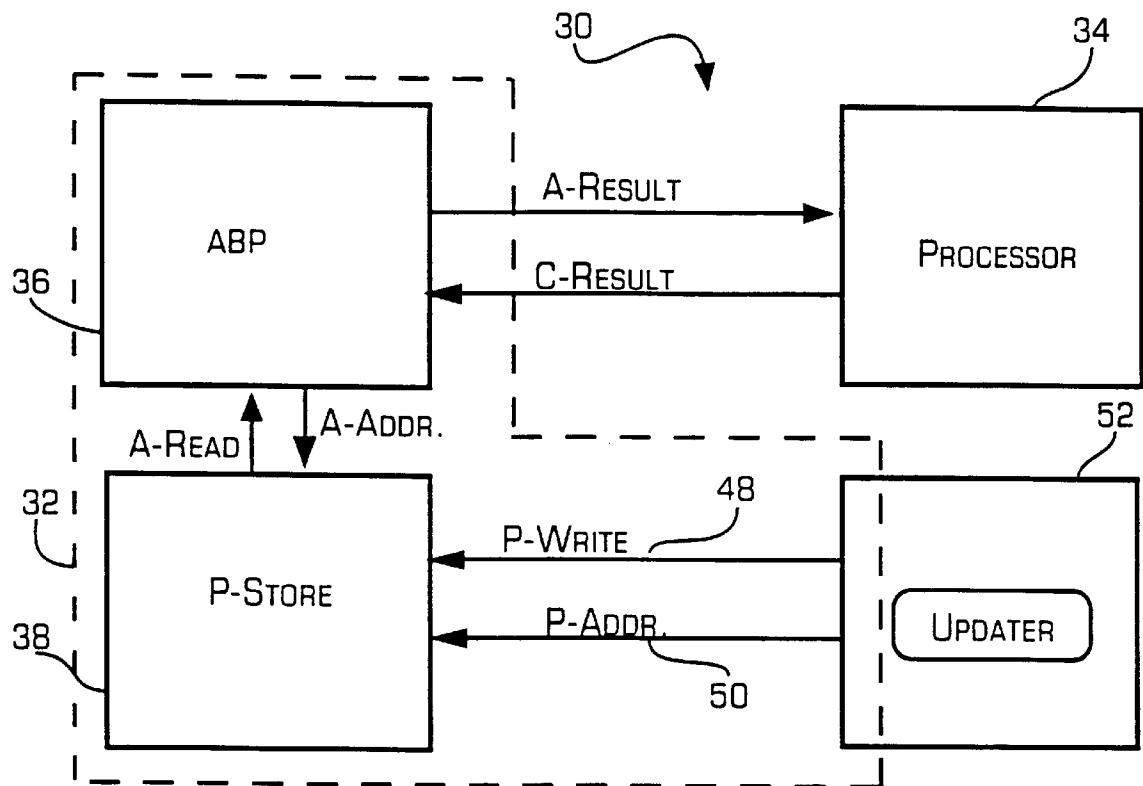 30
34
A-RESULT
ABP
PROCESSOR
C-RESULT
36
A-ADDR.
A-READ
52
32
48
P-WRITE
P-STORE
P-ADDR.
UPDATER
38
50